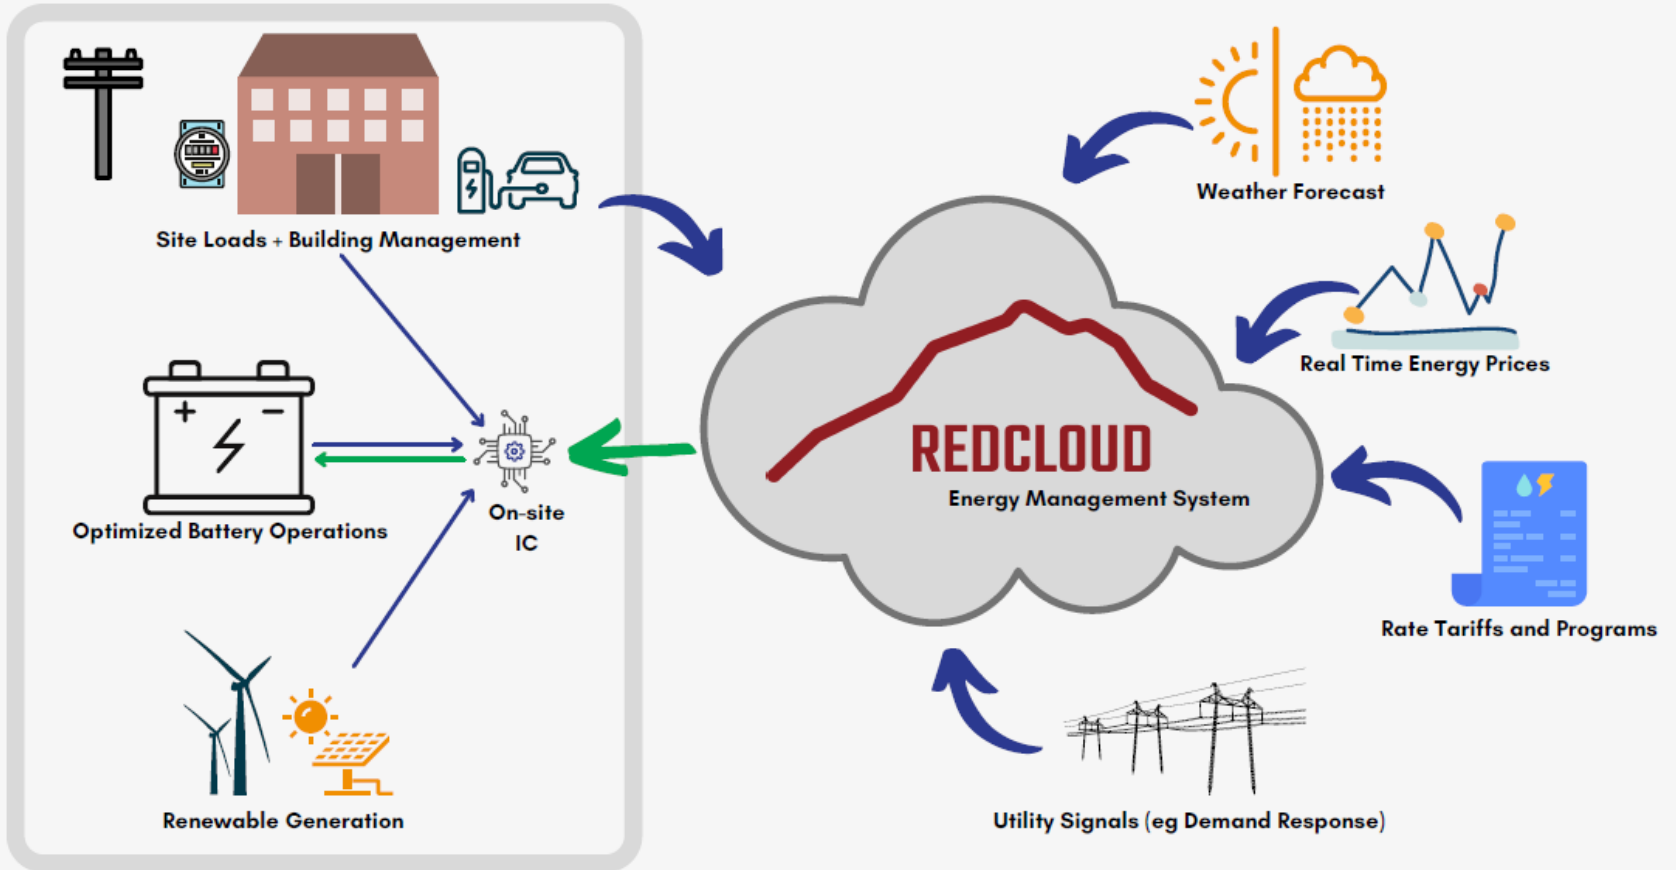 Site Loads + Building Management
Optimized Battery Operations
On-site
IC
Renewable Generation
REDCLOUD
Energy Management System
Weather Forecast
Real Time Energy Prices
Rate Tariffs and Programs
Utility Signals (eg Demand Response)